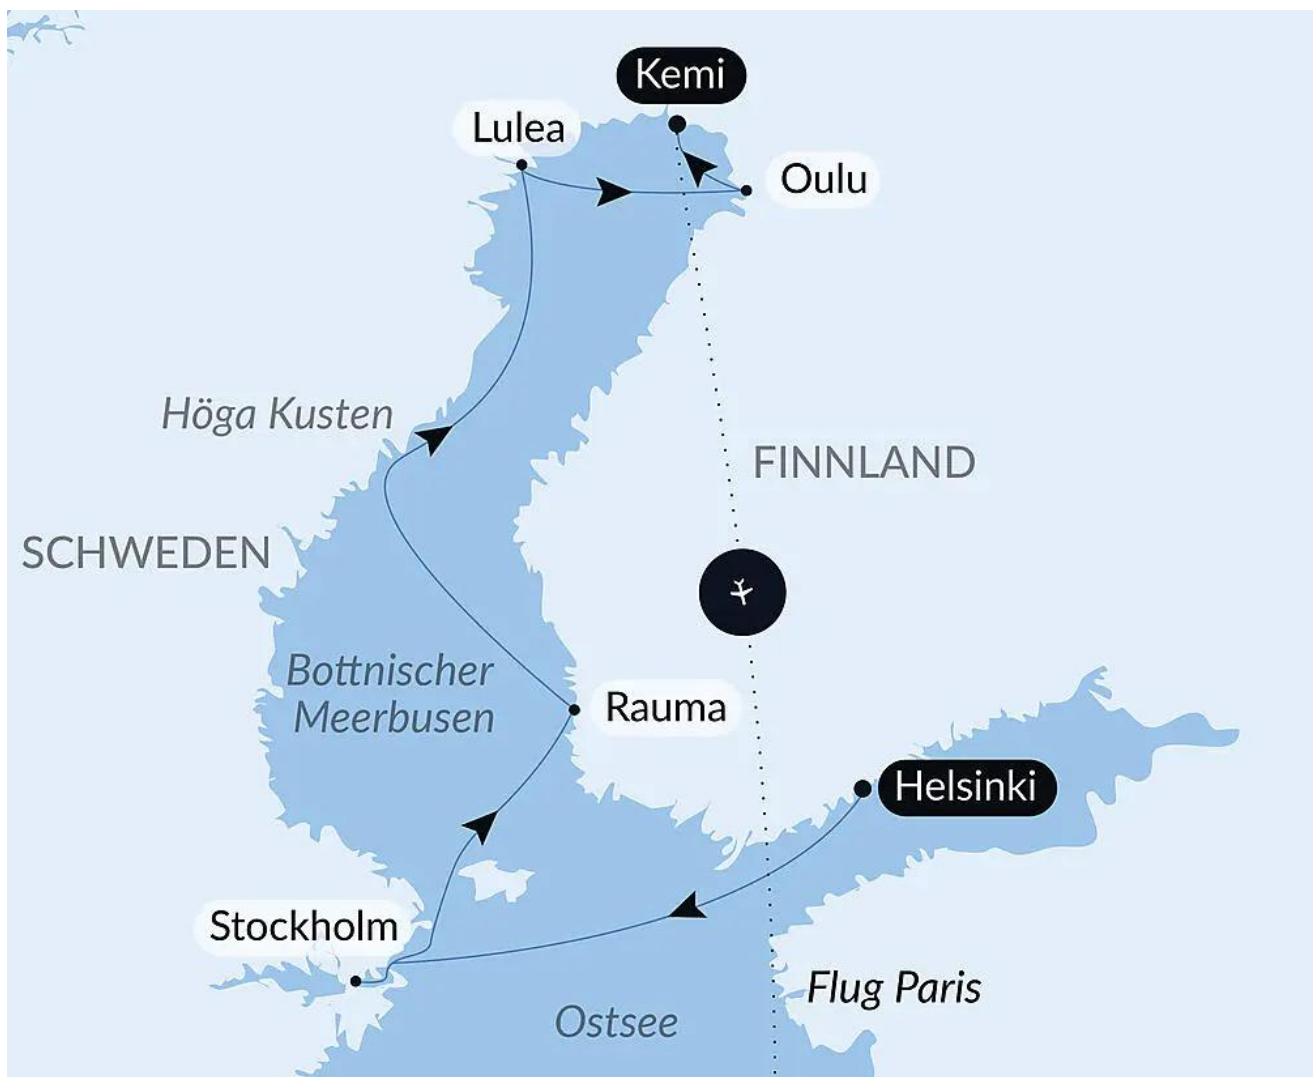 Kemi
Lulea
Oulu
Höga Kusten
FINNLAND
SCHWEDEN
Bottnischer
Meerbusen
Rauma
Helsinki
Stockholm
Flug Paris
Ostsee